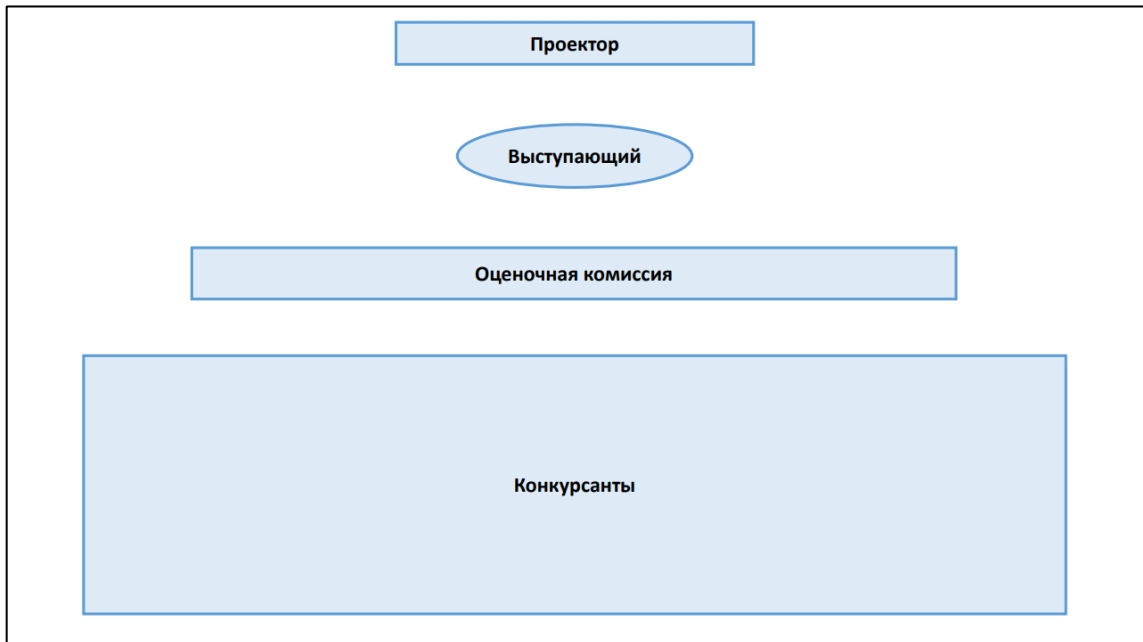 Проектор
Выступающий
Оценочная комиссия
Конкурсанты